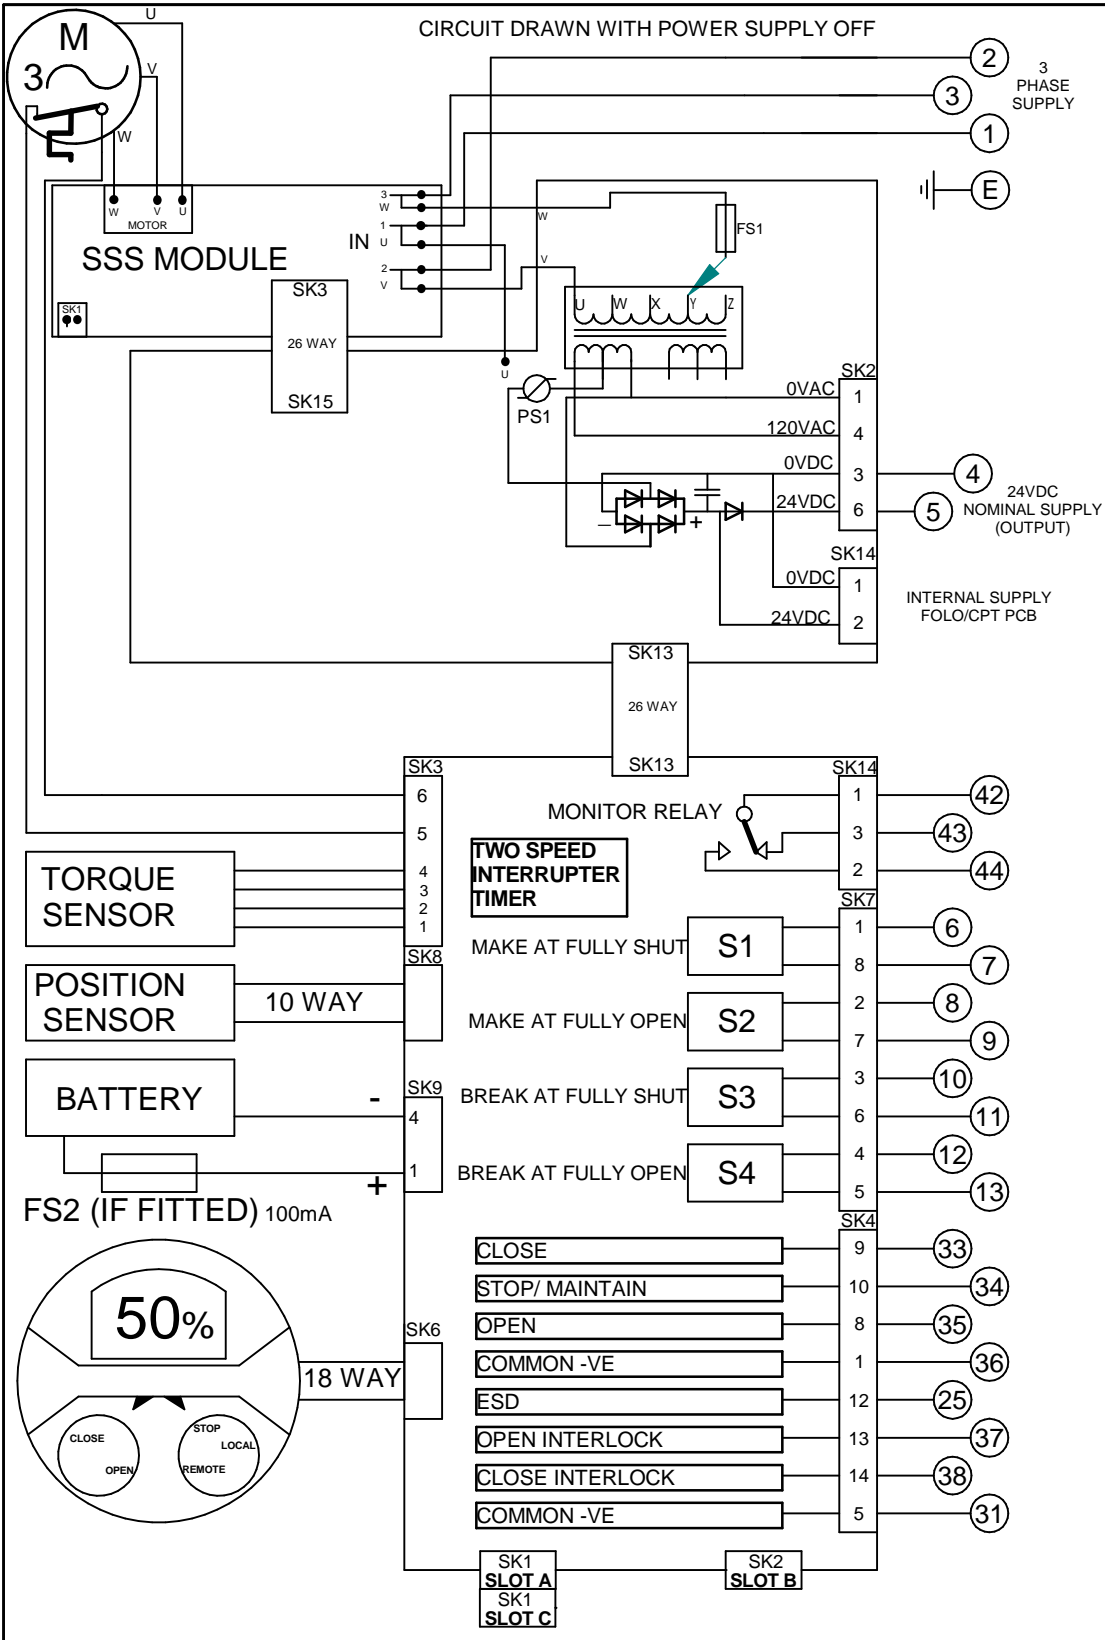 U
CIRCUIT DRAWN WITH POWER SUPPLY OFF
M
3
V
W
2
3
1
E
3
PHASE
SUPPLY
W V U
MOTOR
SSS MODULE
IN
3
W
1
U
2
V
W
V
U
FS1
SK1
SK3
26 WAY
SK15
U W X Y Z
PS1
SK2
0VAC 1
120VAC 4
0VDC 3
24VDC 6
4
5
24VDC
NOMINAL SUPPLY
(OUTPUT)
– +
SK14
0VDC 1
24VDC 2
INTERNAL SUPPLY
FOLO/CPT PCB
SK13
26 WAY
SK13
SK3
6
5
4
3
2
1
TORQUE
SENSOR
MONITOR RELAY
SK14
1 42
3 43
2 44
TWO SPEED
INTERRUPTER
TIMER
SK7
MAKE AT FULLY SHUT S1
1 6
8 7
MAKE AT FULLY OPEN S2
2 8
7 9
BREAK AT FULLY SHUT S3
3 10
6 11
BREAK AT FULLY OPEN S4
4 12
5 13
POSITION
SENSOR
10 WAY
SK8
BATTERY
-
+
SK9
4
1
FS2 (IF FITTED) 100mA
SK4
CLOSE 9 33
STOP/ MAINTAIN 10 34
OPEN 8 35
COMMON -VE 1 36
ESD 12 25
OPEN INTERLOCK 13 37
CLOSE INTERLOCK 14 38
COMMON -VE 5 31
50%
18 WAY
SK6
CLOSE
OPEN
STOP
LOCAL
REMOTE
SK1
SLOT A
SK1
SLOT C
SK2
SLOT B